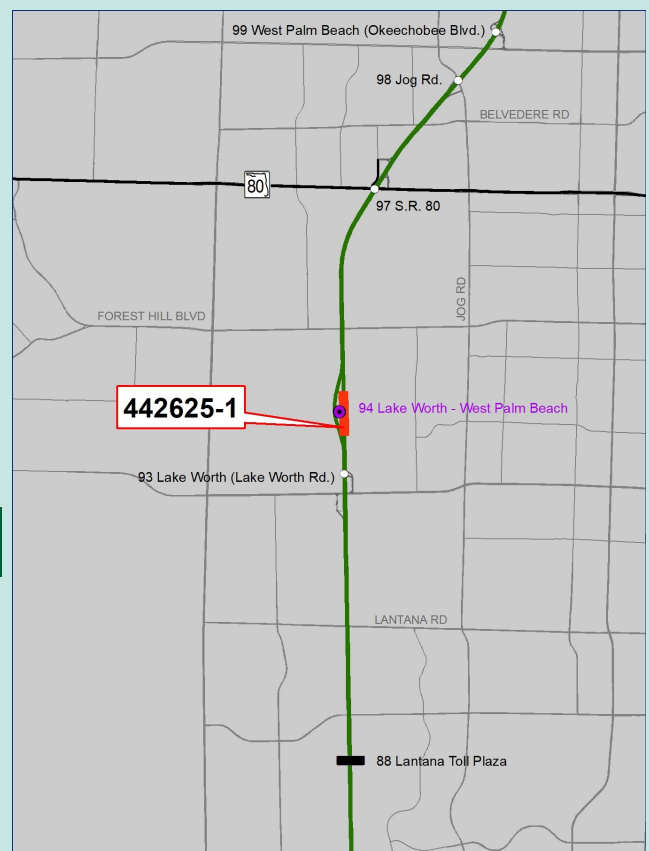 99 West Palm Beach (Okeechobee Blvd.)
98 Jog Rd.
BELVEDERE RD
80
97 S.R. 80
JOG RD
FOREST HILL BLVD
442625-1
94 Lake Worth - West Palm Beach
93 Lake Worth (Lake Worth Rd.)
LANTANA RD
88 Lantana Toll Plaza